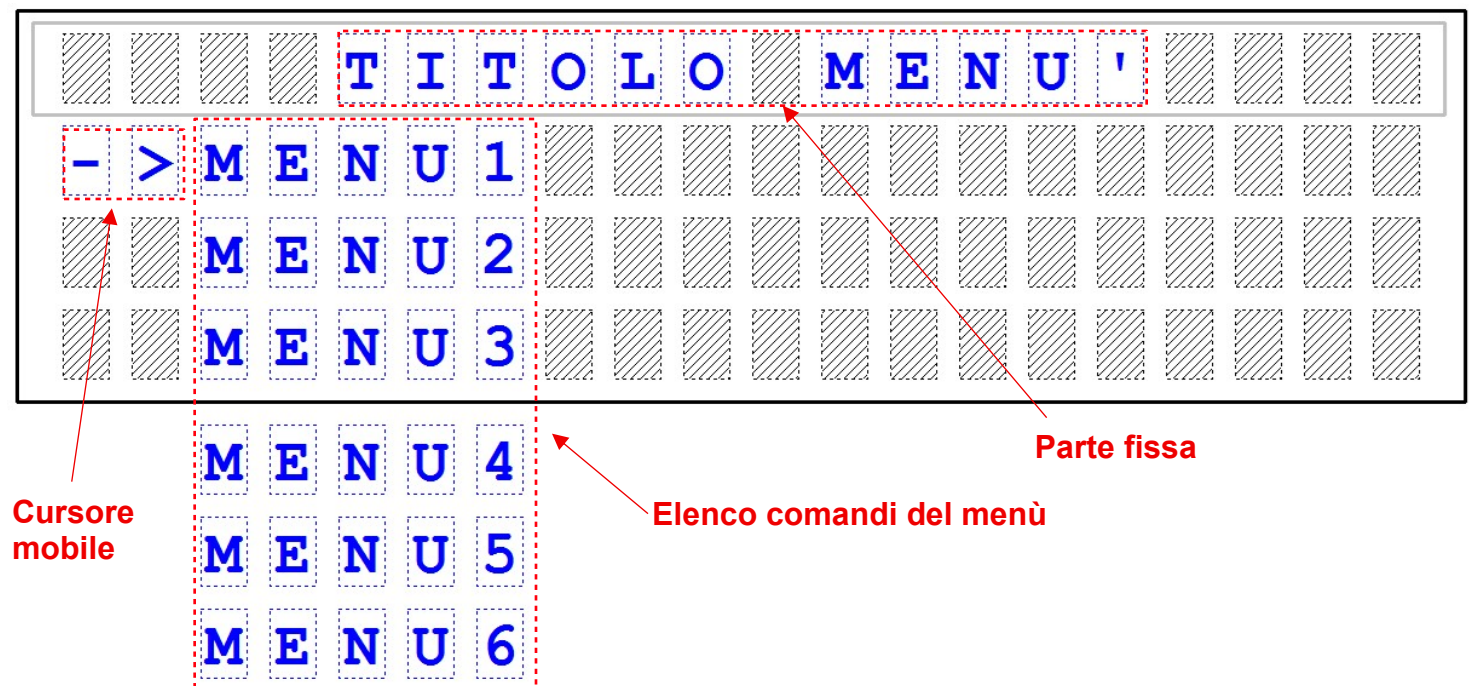 TITOLO MENU'
->MENU1
MENU2
MENU3
MENU4
Parte fissa
Cursore
mobile
Elenco comandi del menù
MENU5
MENU6